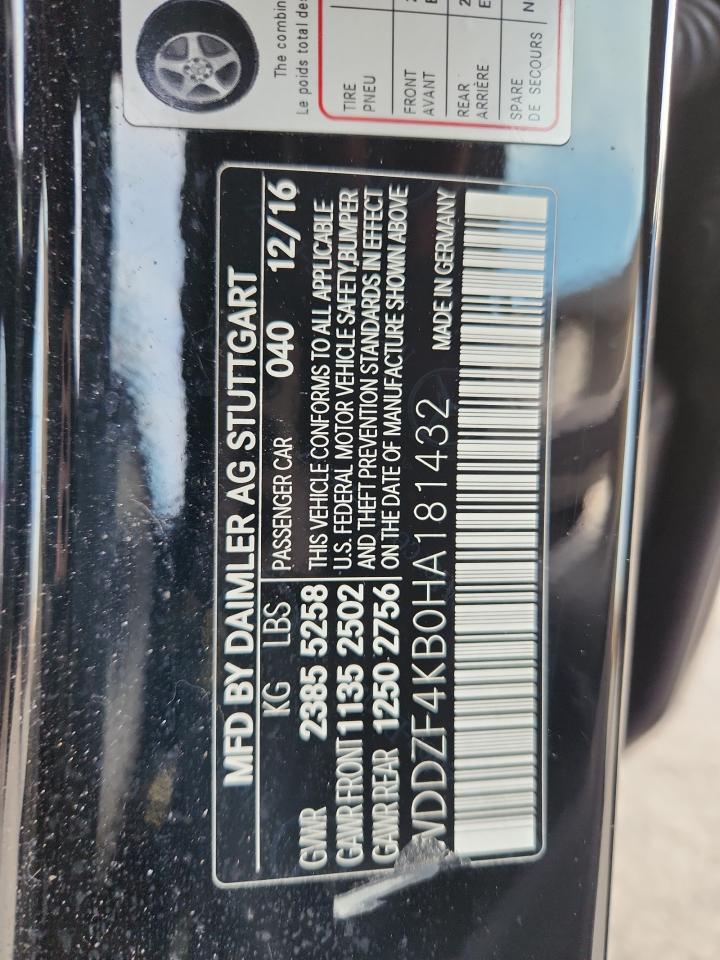 MFD BY DAIMLER AG STUTTGART
KG LBS PASSENGER CAR 040 12/16
GVWR 2385 5258
GAWR FRONT 1135 2502
GAWR REAR 1250 2756
THIS VEHICLE CONFORMS TO ALL APPLICABLE
U.S. FEDERAL MOTOR VEHICLE SAFETY,BUMPER
AND THEFT PREVENTION STANDARDS IN EFFECT
ON THE DATE OF MANUFACTURE SHOWN ABOVE
WDDZF4KB0HA181432 MADE IN GERMANY
The combin
Le poids total des
TIRE
PNEU
FRONT
AVANT
REAR
ARRIÈRE
SPARE
DE SECOURS